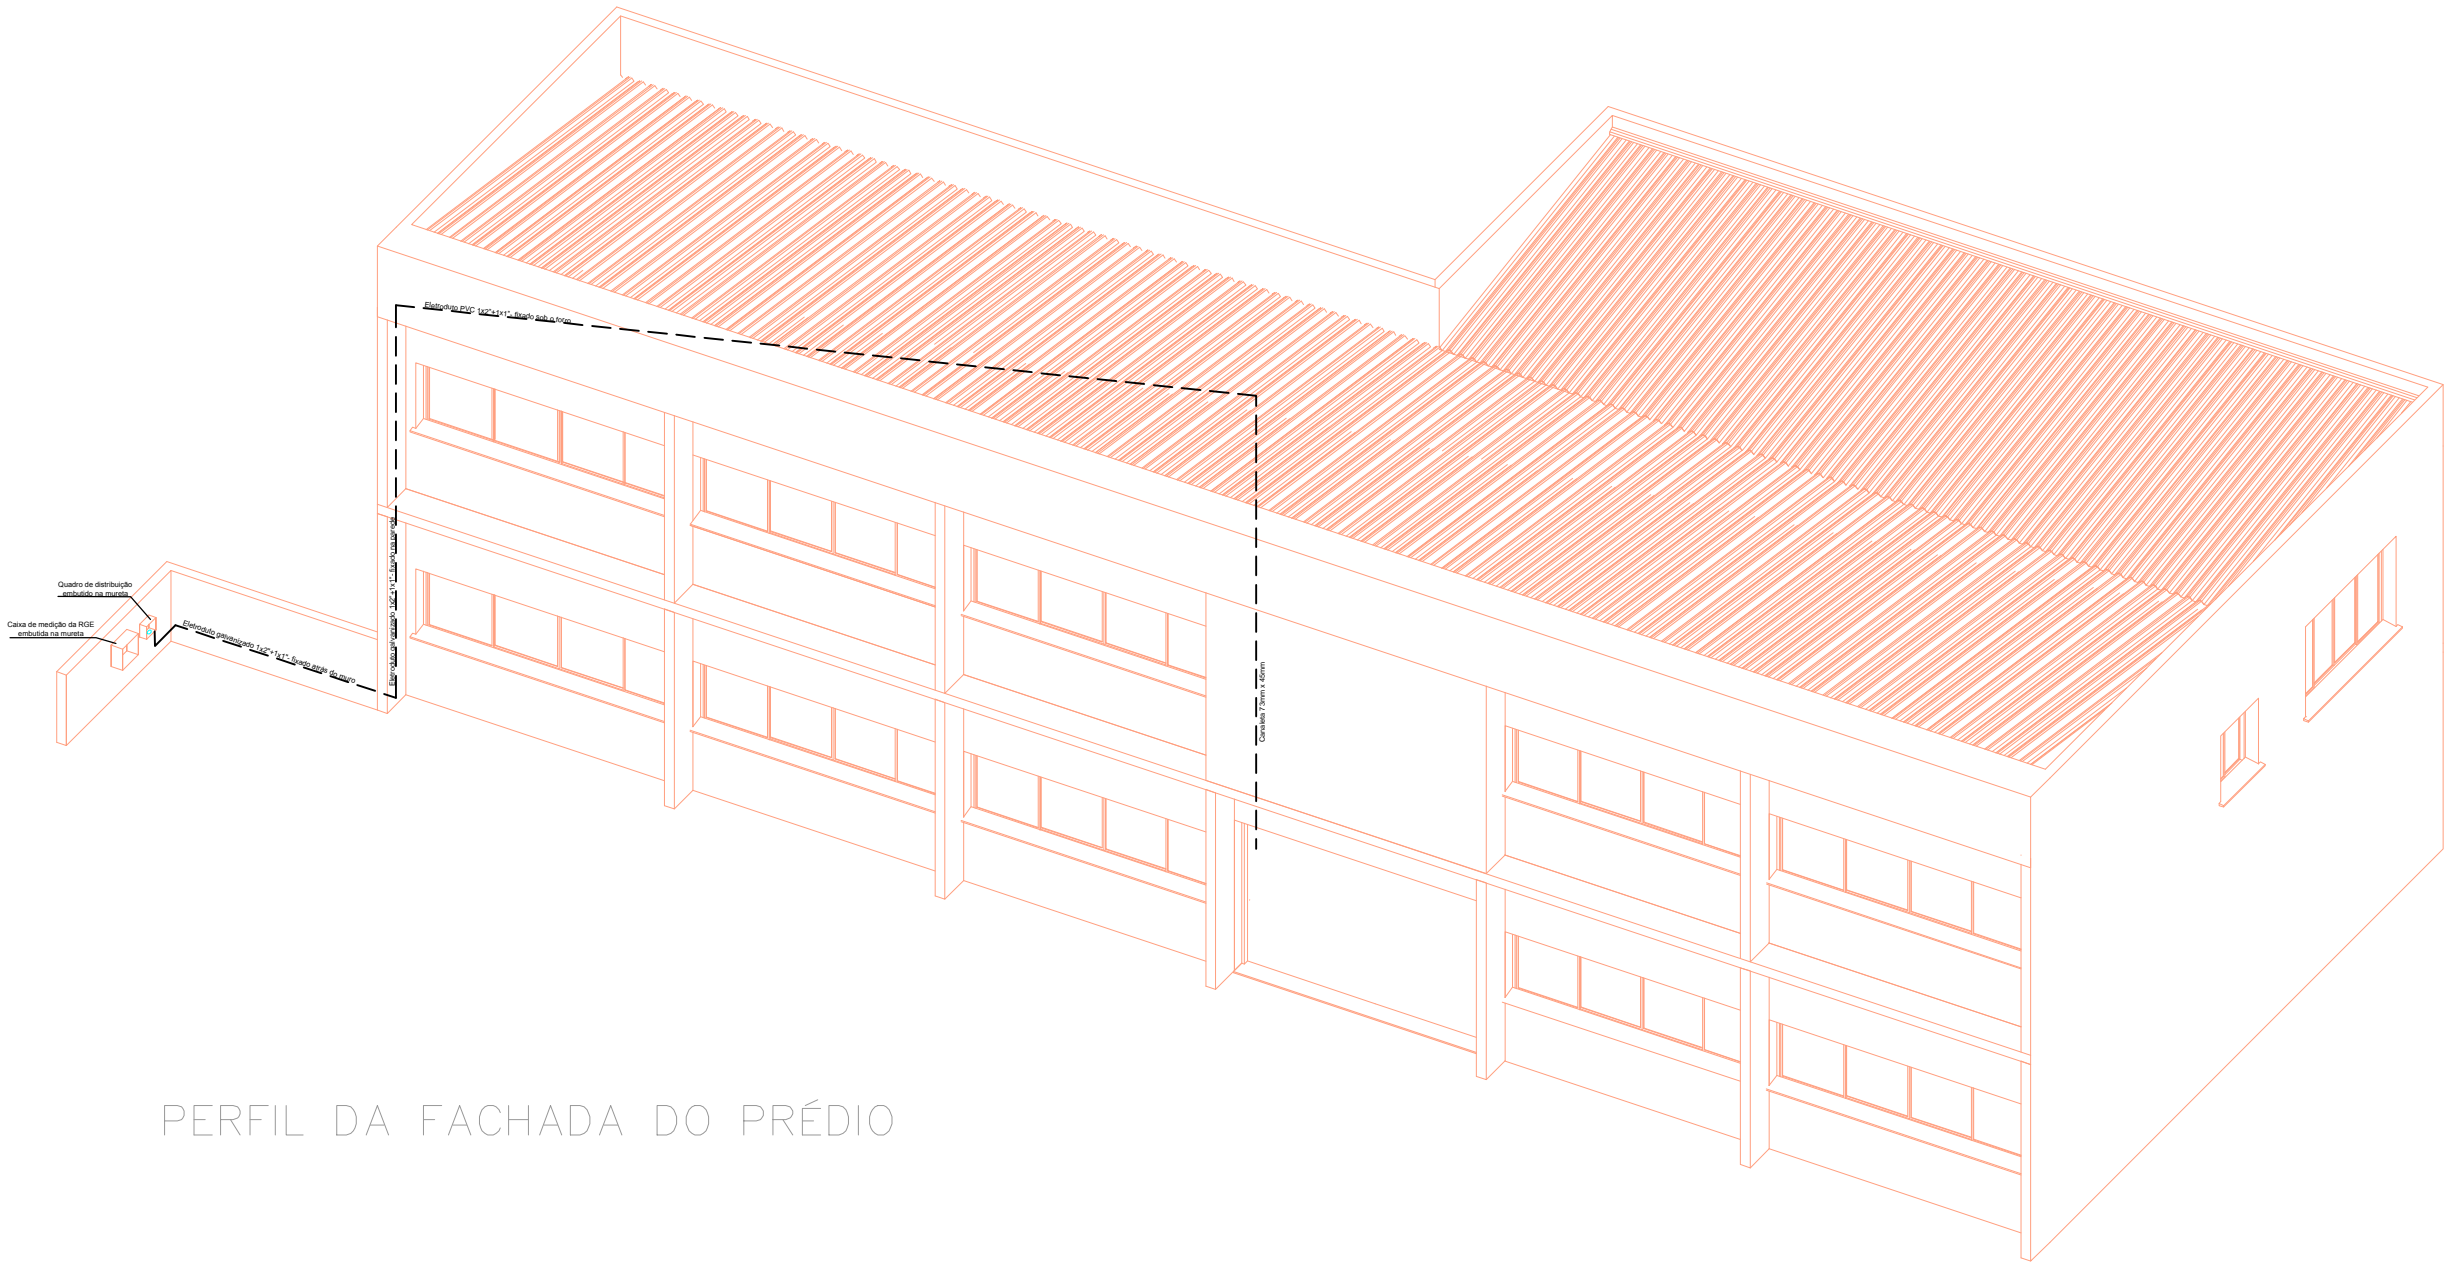 Eletroduto PVC 1x2"+1x1"- fixado sob o forro
Eletroduto galvanizado 1x2"+1x1"- fixado na parede
Quadro de distribuição
embutido na mureta
Caixa de medição da RGE
embutida na mureta
Eletroduto galvanizado 1x2"+1x1"- fixado atrás do muro
Canaleta 73mm x 45mm
PERFIL DA FACHADA DO PRÉDIO